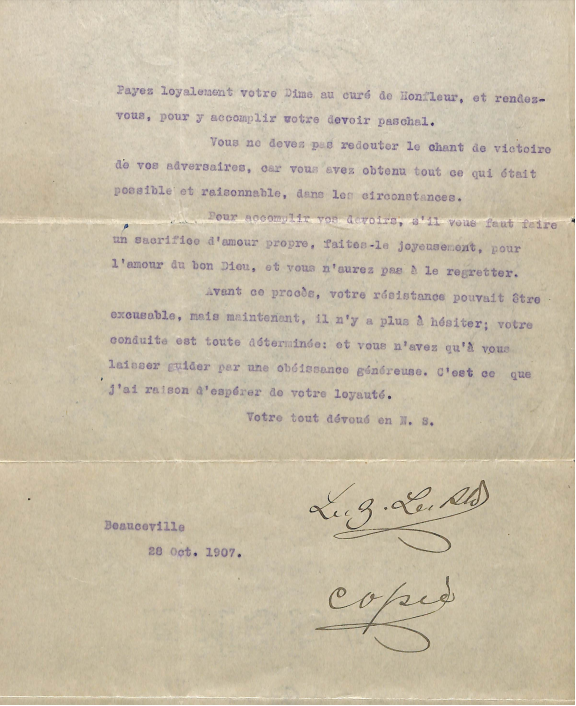 Payez loyalement votre Dime au curé de Honfleur, et rendez-
vous, pour y accomplir wotre devoir paschal.
Vous ne devez pas redouter le chant de victoire
de vos adversaires, car vous avez obtenu tout ce qui était
possible et raisonnable, dans les circonstances.
Pour accomplir vos devoirs, s'il vous faut faire
un sacrifice d'amour propre, faites-le joyeusement, pour
l'amour du bon Dieu, et vous n'aurez pas à le regretter.
Avant ce procès, votre résistance pouvait être
excusable, mais maintenant, il n'y a plus à hésiter; votre
conduite est toute déterminée: et vous n'avez qu'à vous
laisser guider par une obéissance généreuse. C'est ce que
j'ai raison d'espérer de votre loyauté.
Votre tout dévoué en N. S.
Beauceville
28 Oct. 1907.
copié